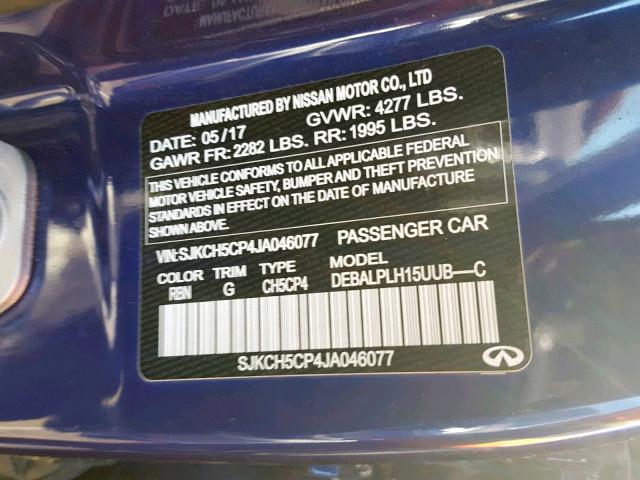 MANUFACTURED BY NISSAN MOTOR CO., LTD
DATE: 05/17 GVWR: 4277 LBS.
GAWR FR: 2282 LBS. RR: 1995 LBS.
THIS VEHICLE CONFORMS TO ALL APPLICABLE FEDERAL
MOTOR VEHICLE SAFETY, BUMPER AND THEFT PREVENTION
STANDARDS IN EFFECT ON THE DATE OF MANUFACTURE
SHOWN ABOVE.
VIN:SJKCH5CP4JA046077 PASSENGER CAR
COLOR TRIM TYPE MODEL
RBN G CH5CP4 DEBALPLH15UUB--C
SJKCH5CP4JA046077